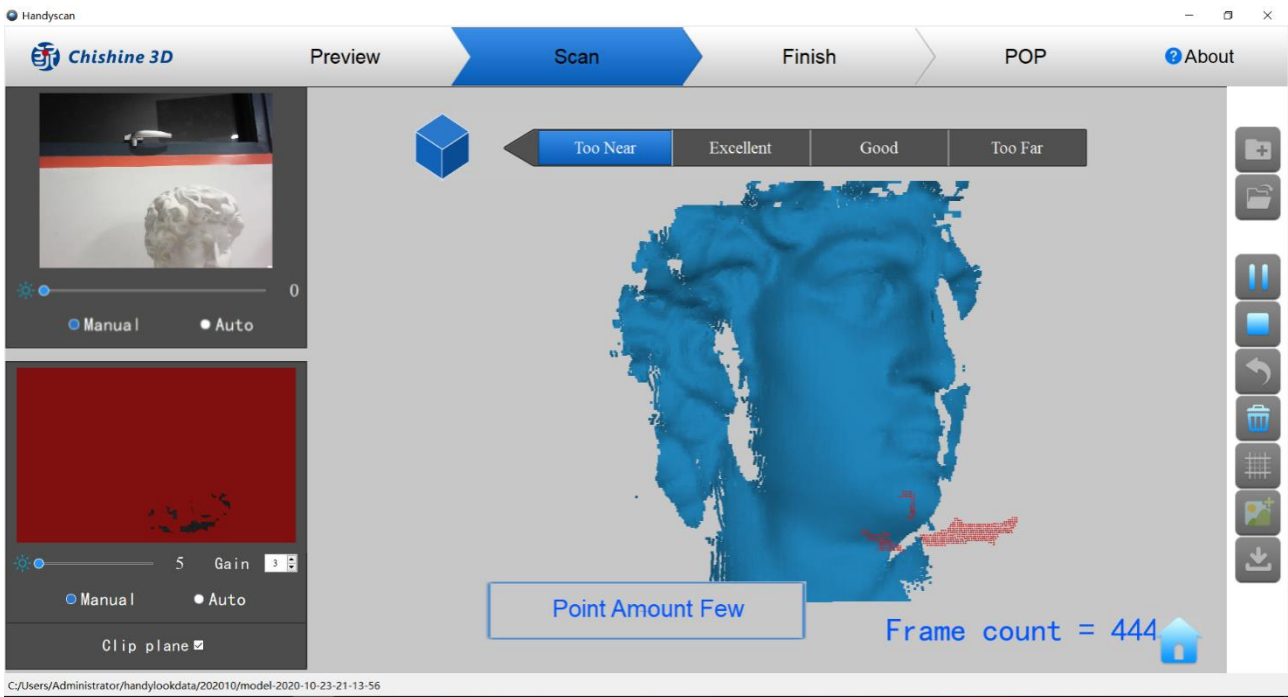 Handyscan
Chishine 3D
Preview
Scan
Finish
POP
?About
Too Near
Excellent
Good
Too Far
0
Manual
Auto
5 Gain 3
Manual
Auto
Clip plane
Point Amount Few
Frame count = 444
C:/Users/Administrator/handylookdata/202010/model-2020-10-23-21-13-56